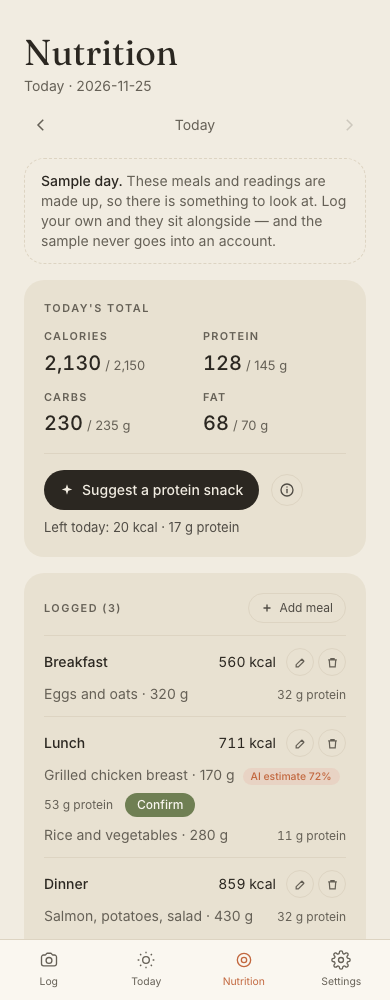 Nutrition
Today · 2026-11-25
Today
Sample day. These meals and readings are
made up, so there is something to look at. Log
your own and they sit alongside — and the
sample never goes into an account.
TODAY'S TOTAL
CALORIES
2,130 / 2,150
PROTEIN
128 / 145 g
CARBS
230 / 235 g
FAT
68 / 70 g
Suggest a protein snack
Left today: 20 kcal · 17 g protein
LOGGED (3)
Add meal
Breakfast
560 kcal
Eggs and oats · 320 g
32 g protein
Lunch
711 kcal
Grilled chicken breast · 170 g
AI estimate 72%
53 g protein
Confirm
Rice and vegetables · 280 g
11 g protein
Dinner
859 kcal
Salmon, potatoes, salad · 430 g
32 g protein
Log
Today
Nutrition
Settings